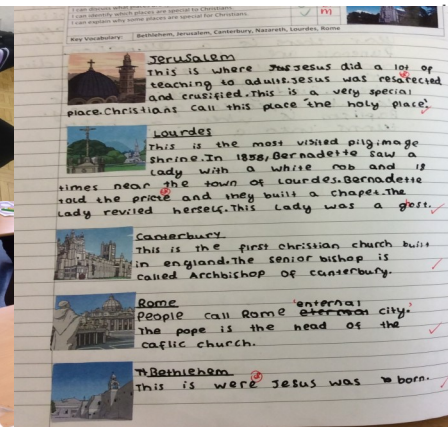 I can identify which places are special to Christians.
I can explain why some places are special for Christians.
Key Vocabulary: Bethlehem, Jerusalem, Canterbury, Nazareth, Lourdes, Rome
Jerusalem
This is where Jesus did a lot of
teaching to adults. Jesus was resarected
and crusified. This is a very special
place. Christians call this place 'the holy place'.
Lourdes
This is the most visited pilgimage
shrine. In 1858, Bernadette saw a
Lady with a white rob and 18
times near the town of Lourdes. Bernadette
told the pricte and they built a chapet. The
Lady reviled herself. This Lady was a gost.
Canterbury
This is the first christian church built
in england. The senior bishop is
called Archbishop of canterbury.
Rome
People call Rome 'enternal city.'
The pope is the head of the
caflic church.
Bethlehem
This is were Jesus was born.